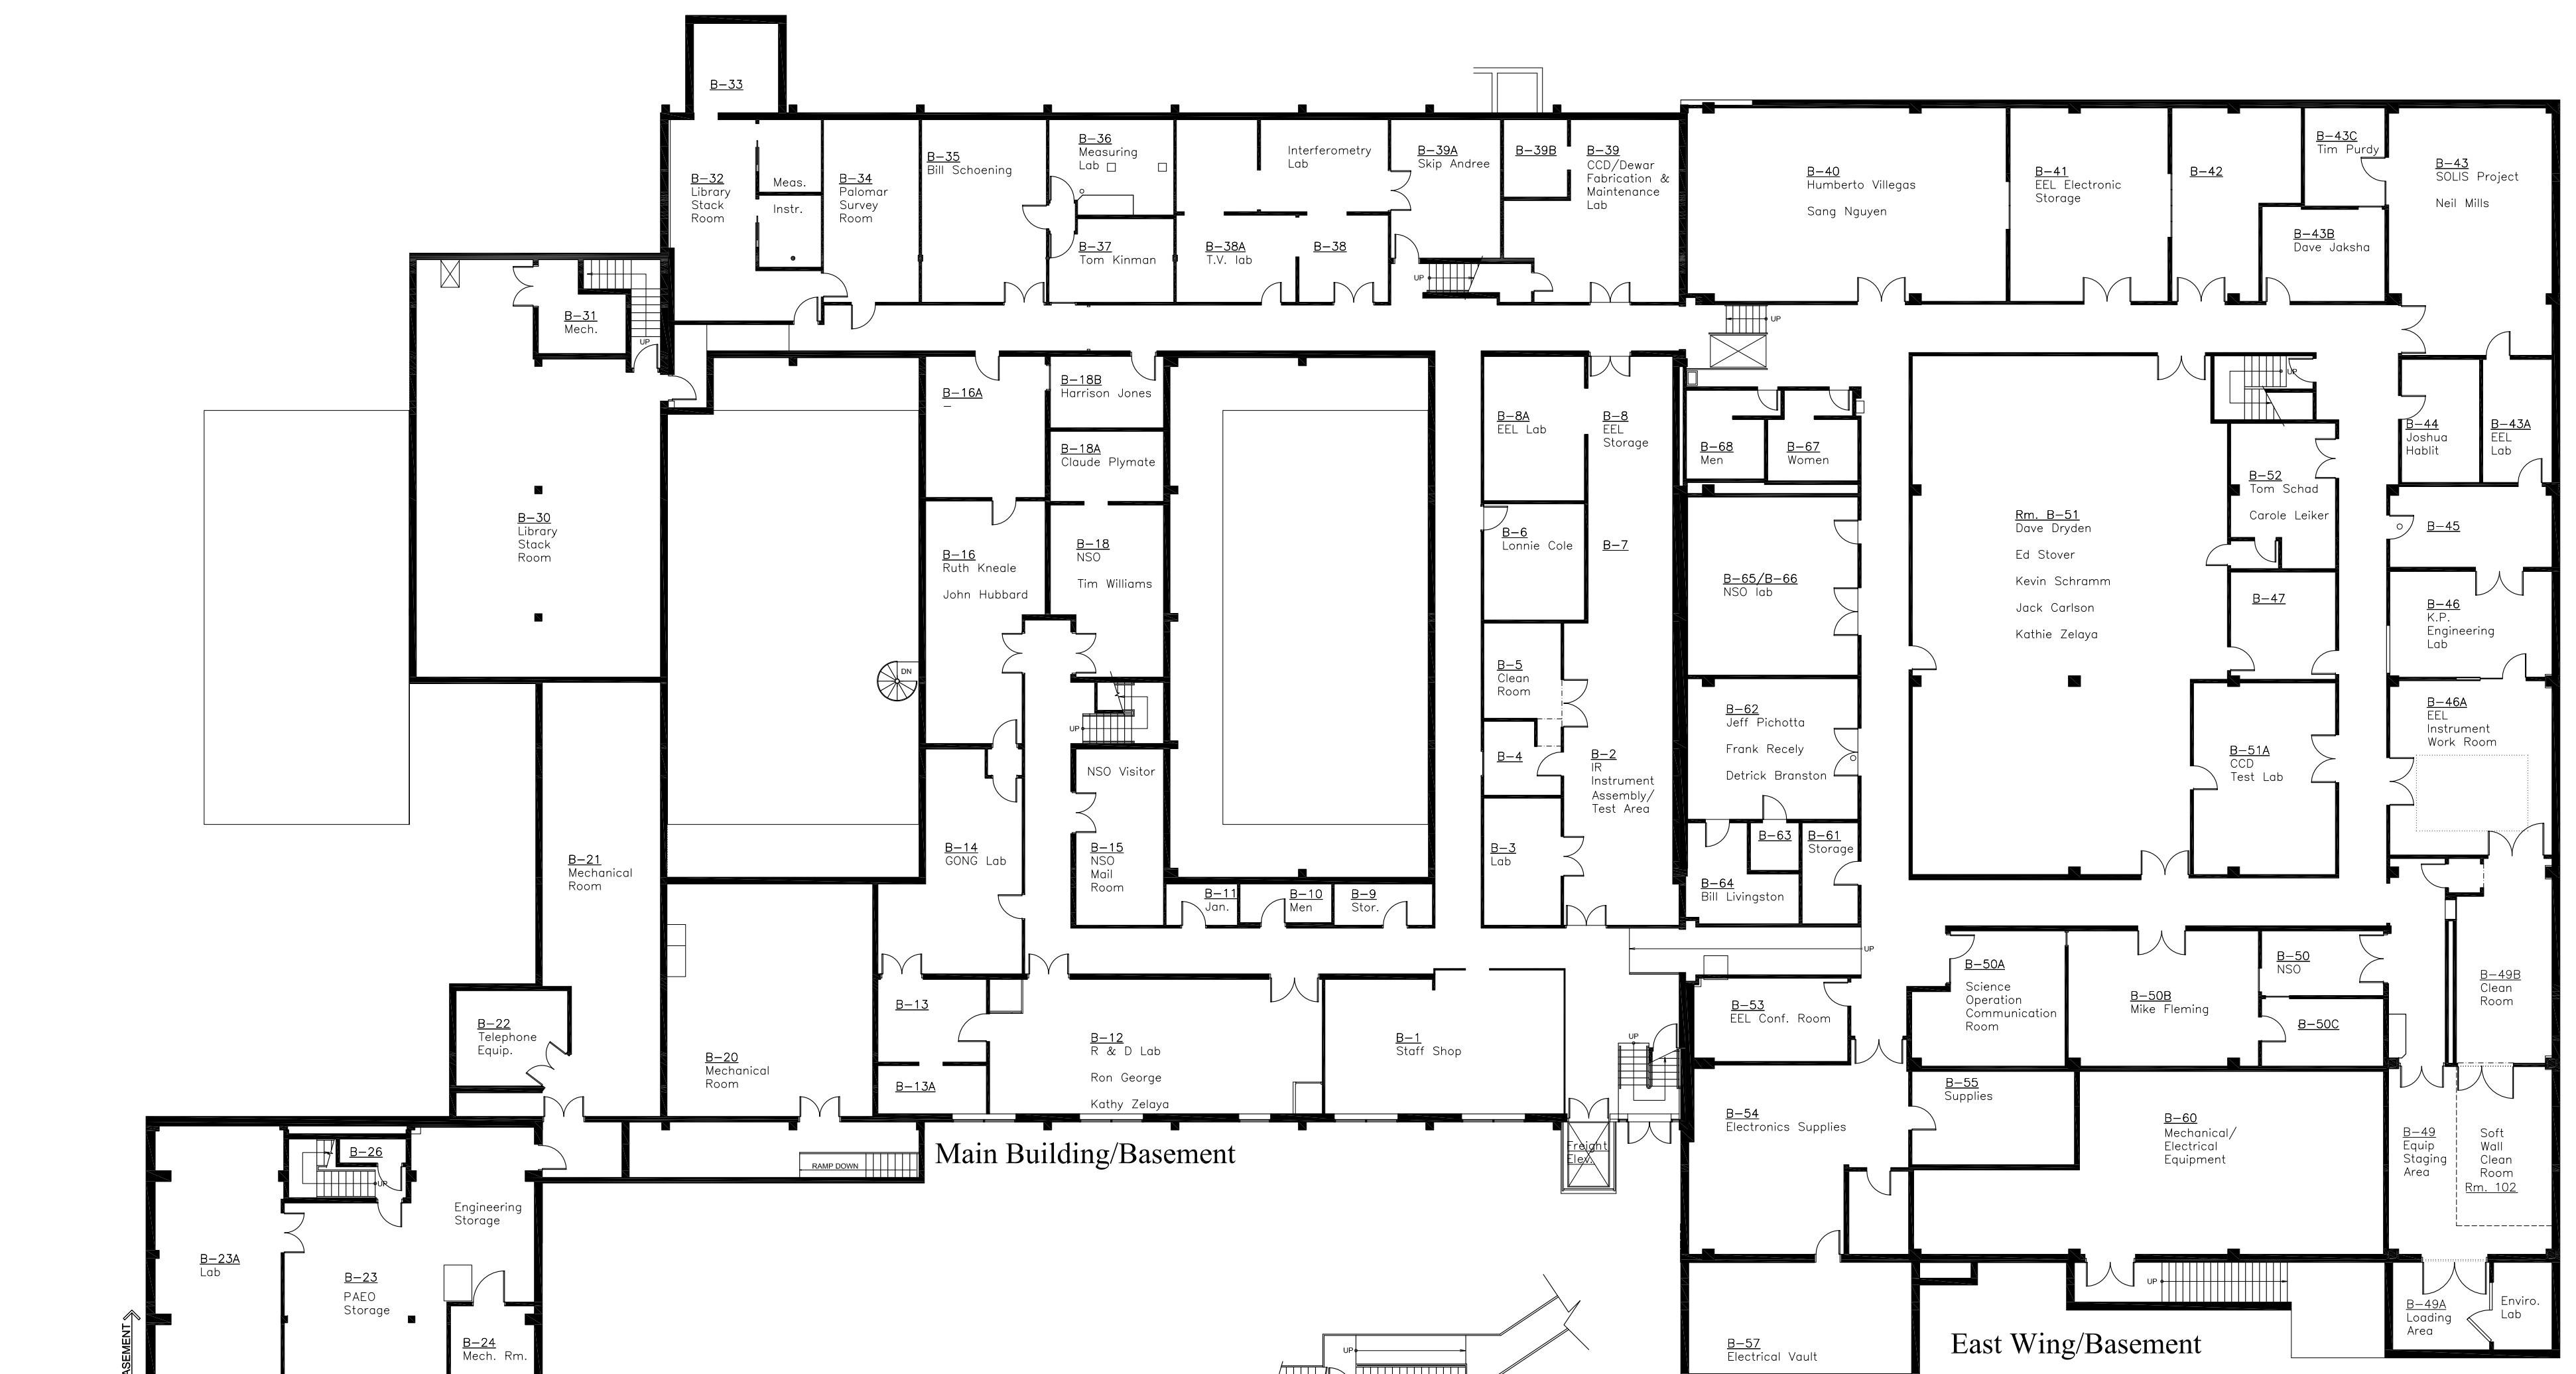 B-33
B-32
Library
Stack
Room
Meas.
Instr.
B-34
Palomar
Survey
Room
B-35
Bill Schoening
B-36
Measuring
Lab
B-37
Tom Kinman
B-38A
T.V. lab
Interferometry
Lab
B-38
B-39A
Skip Andree
B-39B
B-39
CCD/Dewar
Fabrication &
Maintenance
Lab
UP
B-40
Humberto Villegas
Sang Nguyen
B-41
EEL Electronic
Storage
B-42
B-43C
Tim Purdy
B-43B
Dave Jaksha
B-43
SOLIS Project
Neil Mills
B-31
Mech.
UP
UP
B-30
Library
Stack
Room
B-16A
B-18B
Harrison Jones
B-18A
Claude Plymate
B-16
Ruth Kneale
John Hubbard
B-18
NSO
Tim Williams
DN
UP
B-8A
EEL Lab
B-8
EEL
Storage
B-6
Lonnie Cole
B-7
B-5
Clean
Room
B-4
B-2
IR
Instrument
Assembly/
Test Area
B-3
Lab
B-68
Men
B-67
Women
B-65/B-66
NSO lab
B-62
Jeff Pichotta
Frank Recely
Detrick Branston
B-63
B-61
Storage
B-64
Bill Livingston
Rm. B-51
Dave Dryden
Ed Stover
Kevin Schramm
Jack Carlson
Kathie Zelaya
UP
B-52
Tom Schad
Carole Leiker
B-47
B-51A
CCD
Test Lab
B-44
Joshua
Hablit
B-43A
EEL
Lab
B-45
B-46
K.P.
Engineering
Lab
B-46A
EEL
Instrument
Work Room
B-21
Mechanical
Room
B-14
GONG Lab
NSO Visitor
B-15
NSO
Mail
Room
B-11
Jan.
B-10
Men
B-9
Stor.
UP
B-22
Telephone
Equip.
B-20
Mechanical
Room
B-13
B-13A
B-12
R & D Lab
Ron George
Kathy Zelaya
B-1
Staff Shop
UP
B-53
EEL Conf. Room
B-50A
Science
Operation
Communication
Room
B-50B
Mike Fleming
B-50
NSO
B-50C
B-49B
Clean
Room
B-54
Electronics Supplies
B-55
Supplies
B-60
Mechanical/
Electrical
Equipment
B-49
Equip
Staging
Area
Soft
Wall
Clean
Room
Rm. 102
Freight
Elev.
Main Building/Basement
RAMP DOWN
B-26
UP
Engineering
Storage
B-23A
Lab
B-23
PAEO
Storage
B-24
Mech. Rm.
ASEMENT
UP
B-57
Electrical Vault
East Wing/Basement
UP
B-49A
Loading
Area
Enviro.
Lab